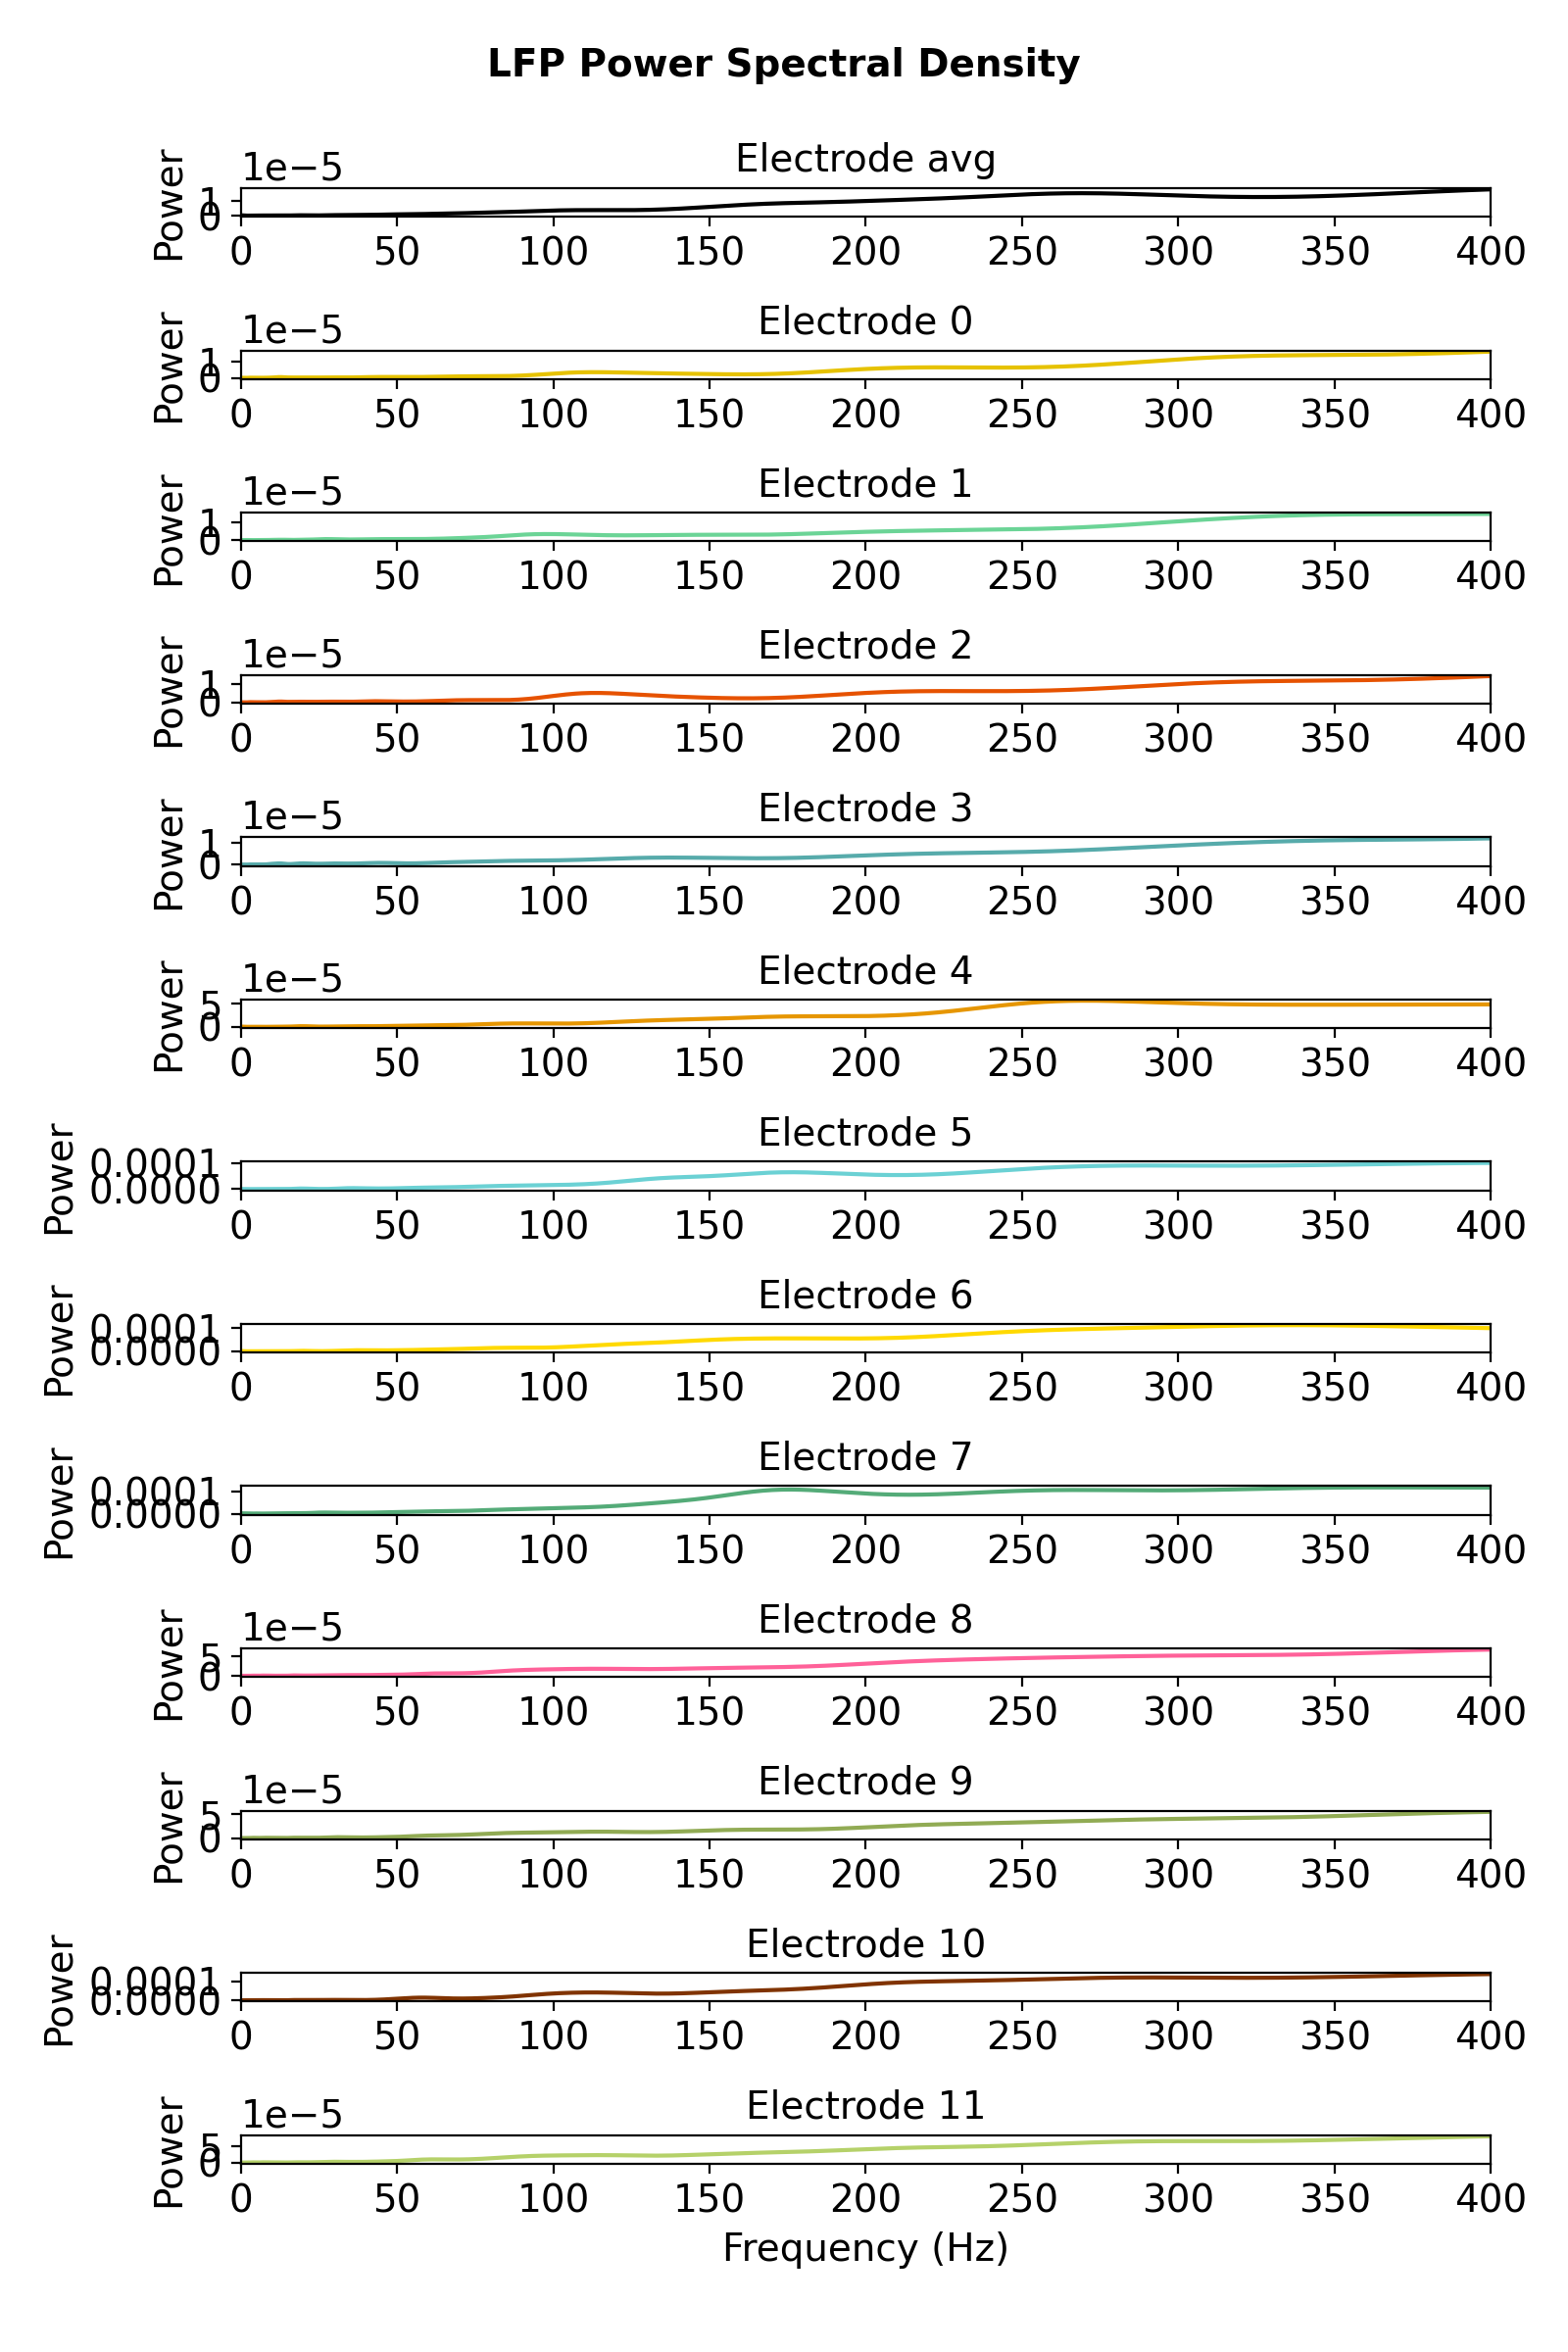 LFP Power Spectral Density
Electrode avg
1e−5
Power
1
0
0 50 100 150 200 250 300 350 400
Electrode 0
1e−5
Power
1
0
0 50 100 150 200 250 300 350 400
Electrode 1
1e−5
Power
1
0
0 50 100 150 200 250 300 350 400
Electrode 2
1e−5
Power
1
0
0 50 100 150 200 250 300 350 400
Electrode 3
1e−5
Power
1
0
0 50 100 150 200 250 300 350 400
Electrode 4
1e−5
Power
5
0
0 50 100 150 200 250 300 350 400
Electrode 5
Power
0.0001
0.0000
0 50 100 150 200 250 300 350 400
Electrode 6
Power
0.0001
0.0000
0 50 100 150 200 250 300 350 400
Electrode 7
Power
0.0001
0.0000
0 50 100 150 200 250 300 350 400
Electrode 8
1e−5
Power
5
0
0 50 100 150 200 250 300 350 400
Electrode 9
1e−5
Power
5
0
0 50 100 150 200 250 300 350 400
Electrode 10
Power
0.0001
0.0000
0 50 100 150 200 250 300 350 400
Electrode 11
1e−5
Power
5
0
0 50 100 150 200 250 300 350 400
Frequency (Hz)